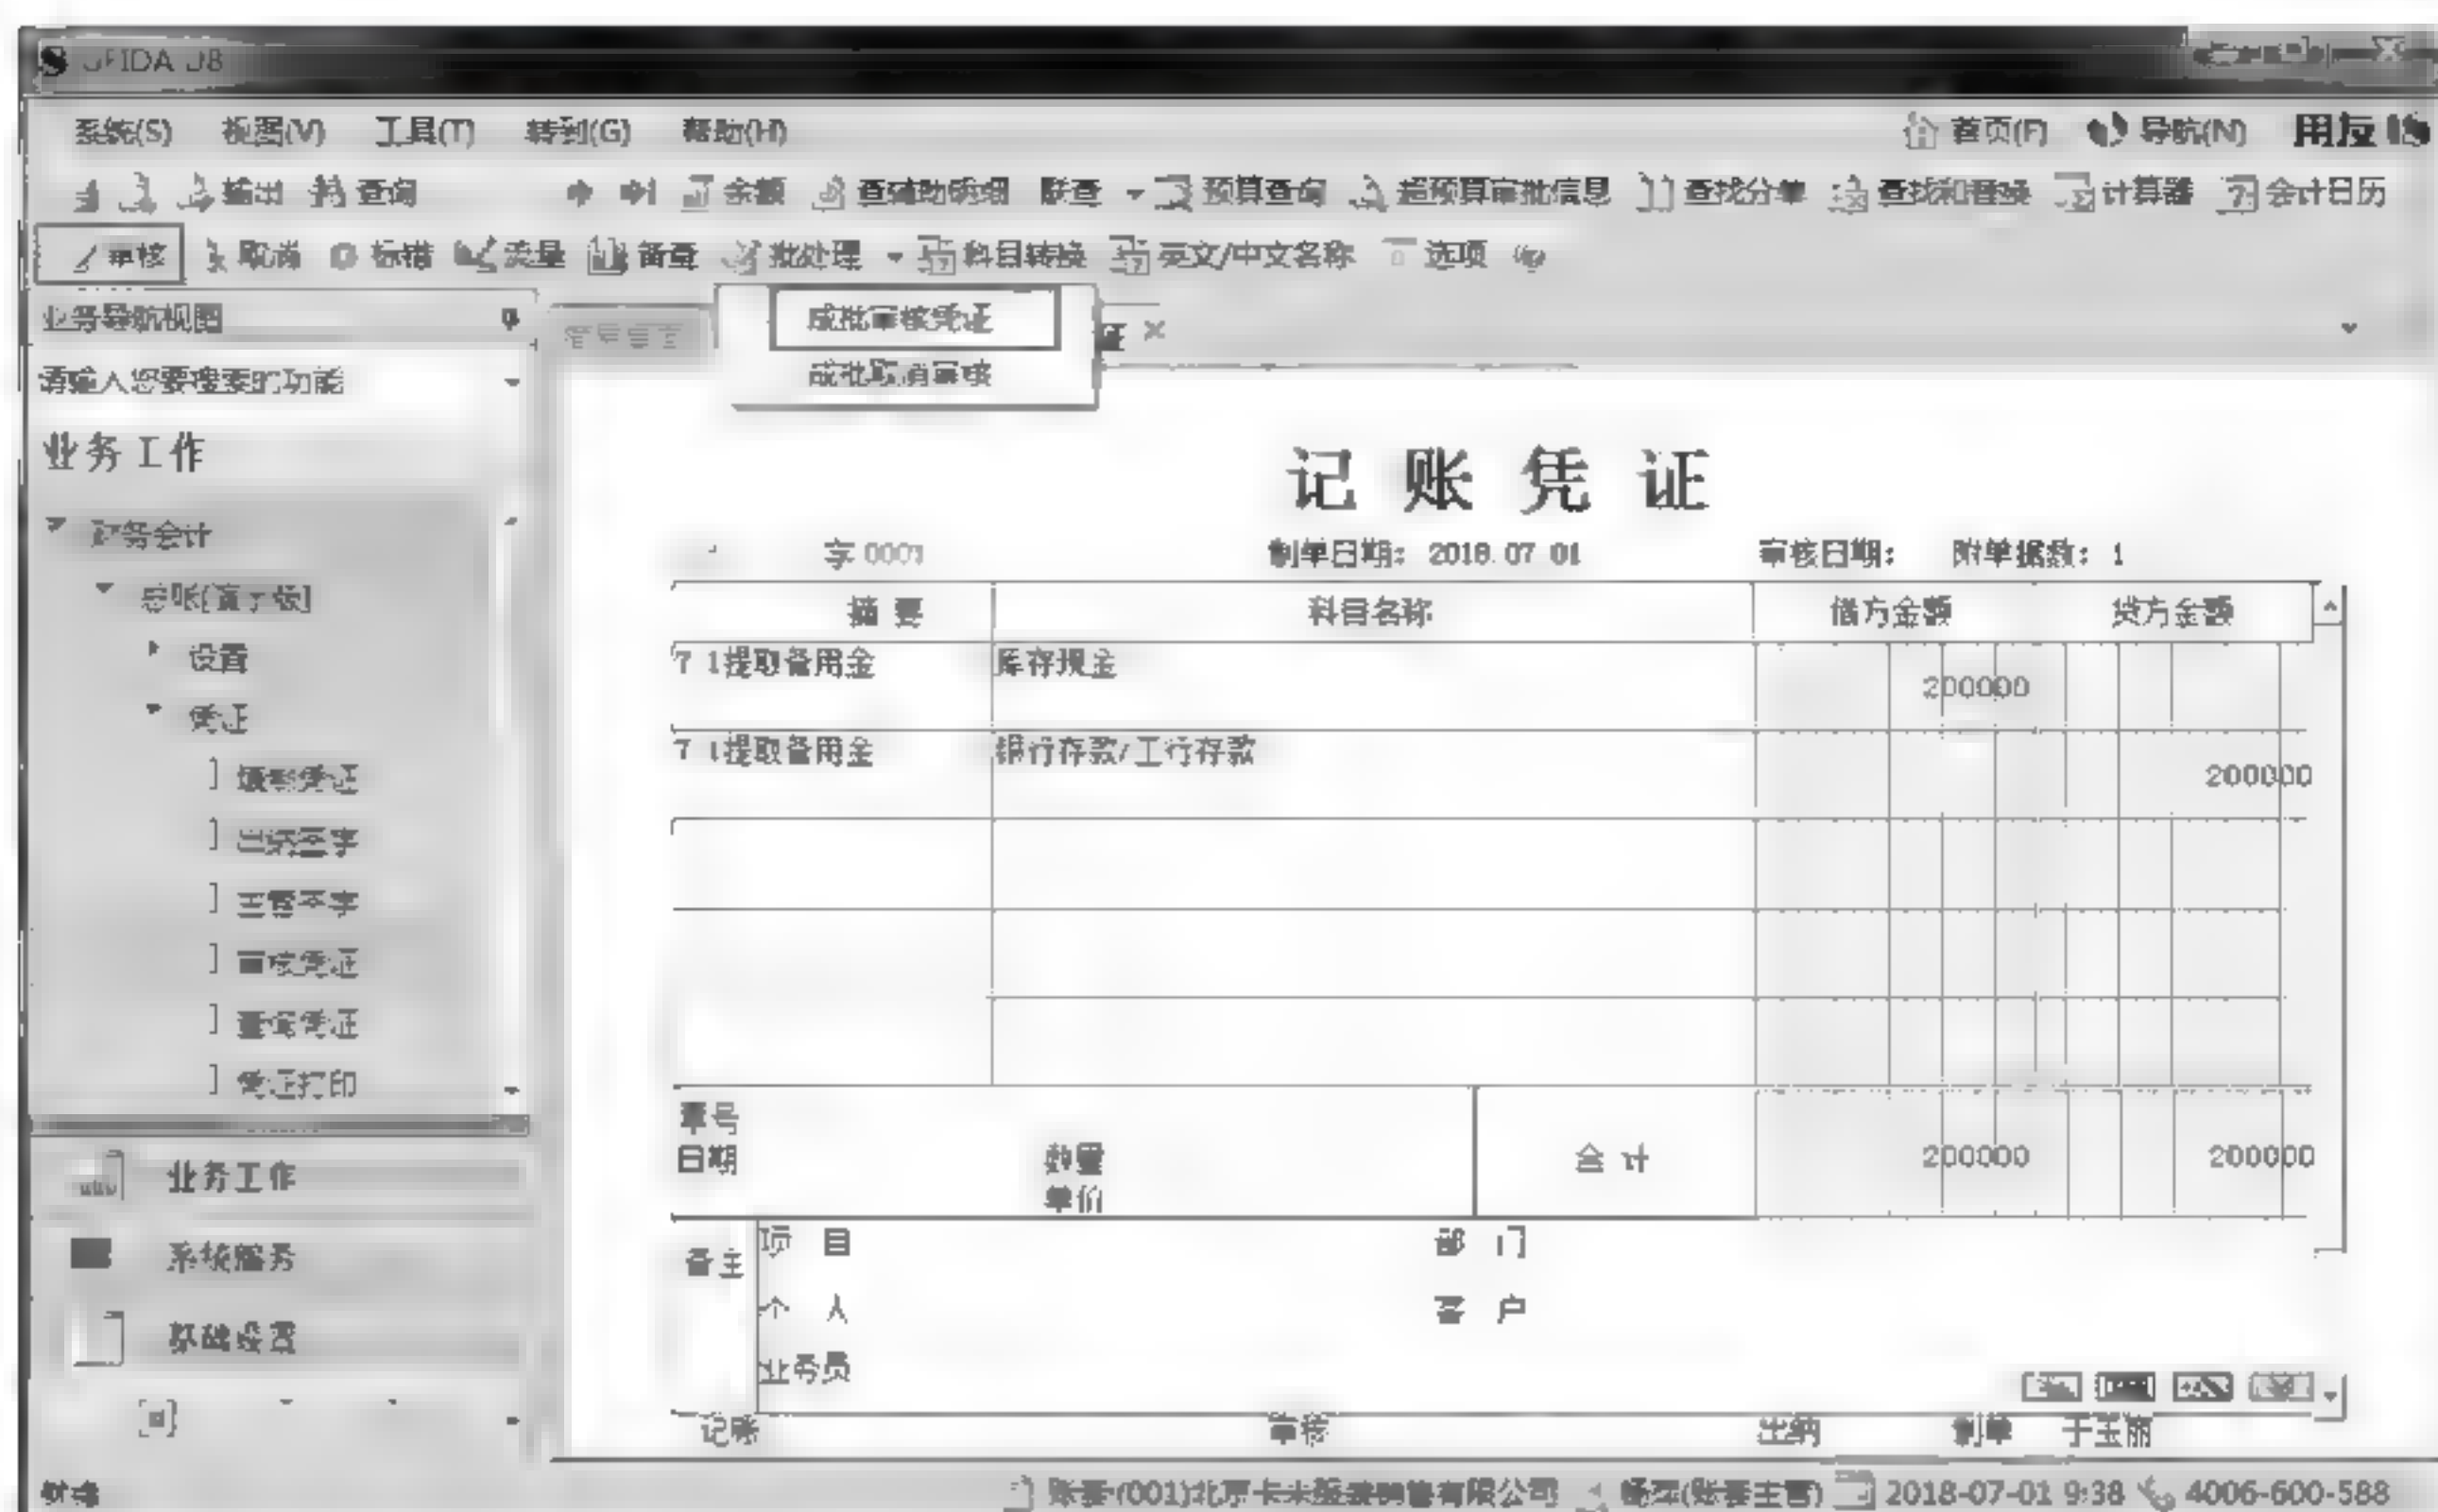 系统(S) 视图(V) 工具(T) 转到(G) 帮助(H) 首页(F) 导航(N) 用友
输出 查询 余额 查辅助明细 联查 预算查询 超预算审批信息 查找分单 查找和替换 计算器 会计日历
审核 取消 标错 流量 备查 批处理 科目转换 英文/中文名称 选项
业务导航视图
成批审核凭证
成批取消审核
请输入您要搜索的功能
业务工作
记账凭证
财务会计
字 0001 制单日期: 2018.07.01 审核日期: 附单据数: 1
设置
凭证
填制凭证
出纳签字
主管签字
审核凭证
查询凭证
凭证打印
摘要 科目名称 借方金额 贷方金额
7.1提取备用金 库存现金 200000
7.1提取备用金 银行存款/工行存款 200000
票号
日期 数量 合计 200000 200000
单价
业务工作
系统服务
基础设置
备注 项目 部门
个人 客户
业务员
记账 审核 出纳 制单 于玉丽
就绪 账套:(001)北京卡米服装销售有限公司 (账套主管) 2018-07-01 9:38 4006-600-588